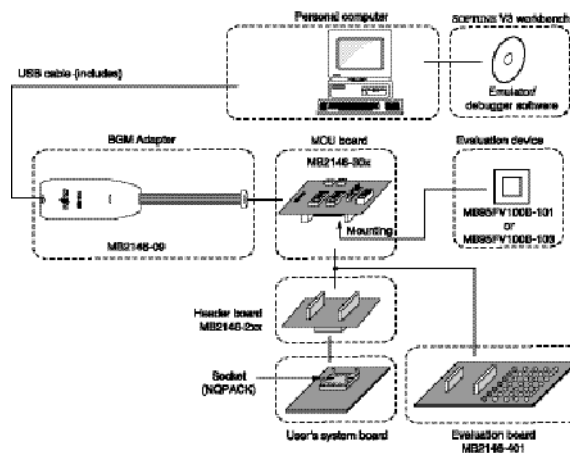 Personal computer
SOFTUNE V3 workbench
USB cable (includes)
Emulator/
debugger software
BGM Adapter
MCU board
Evaluation device
MB2146-30x
MB2146-09
Mounting
MB95FV100B-101
or
MB95FV100B-103
Header board
MB2146-2xx
Socket
(NQPACK)
User's system board
Evaluation board
MB2146-401